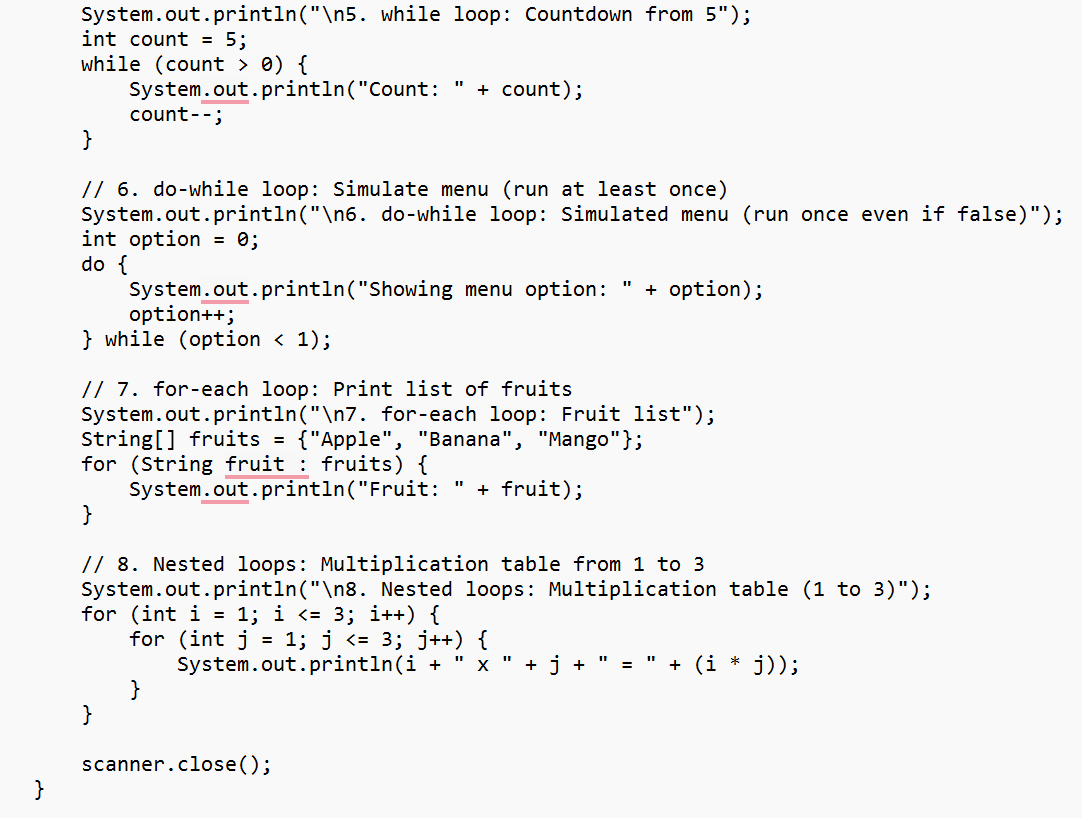 System.out.println("\n5. while loop: Countdown from 5");
int count = 5;
while (count > 0) {
System.out.println("Count: " + count);
count--;
}
// 6. do-while loop: Simulate menu (run at least once)
System.out.println("\n6. do-while loop: Simulated menu (run once even if false)");
int option = 0;
do {
System.out.println("Showing menu option: " + option);
option++;
} while (option < 1);
// 7. for-each loop: Print list of fruits
System.out.println("\n7. for-each loop: Fruit list");
String[] fruits = {"Apple", "Banana", "Mango"};
for (String fruit : fruits) {
System.out.println("Fruit: " + fruit);
}
// 8. Nested loops: Multiplication table from 1 to 3
System.out.println("\n8. Nested loops: Multiplication table (1 to 3)");
for (int i = 1; i <= 3; i++) {
for (int j = 1; j <= 3; j++) {
System.out.println(i + " x " + j + " = " + (i * j));
}
}
scanner.close();
}